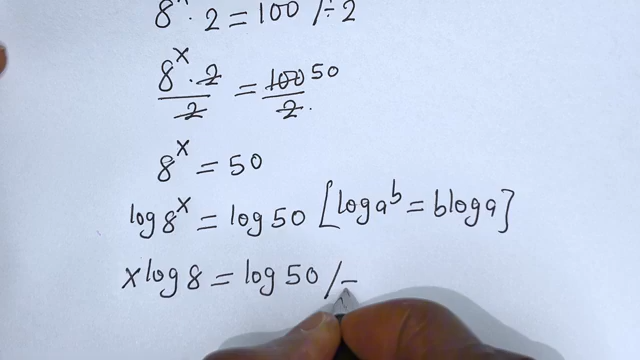 8^x · 2 = 100 /÷2
8^x · 2 / 2 = 100 50 / 2 .
8^x = 50
log 8^x = log 50 [log a^b = b log a]
x log 8 = log 50 /-